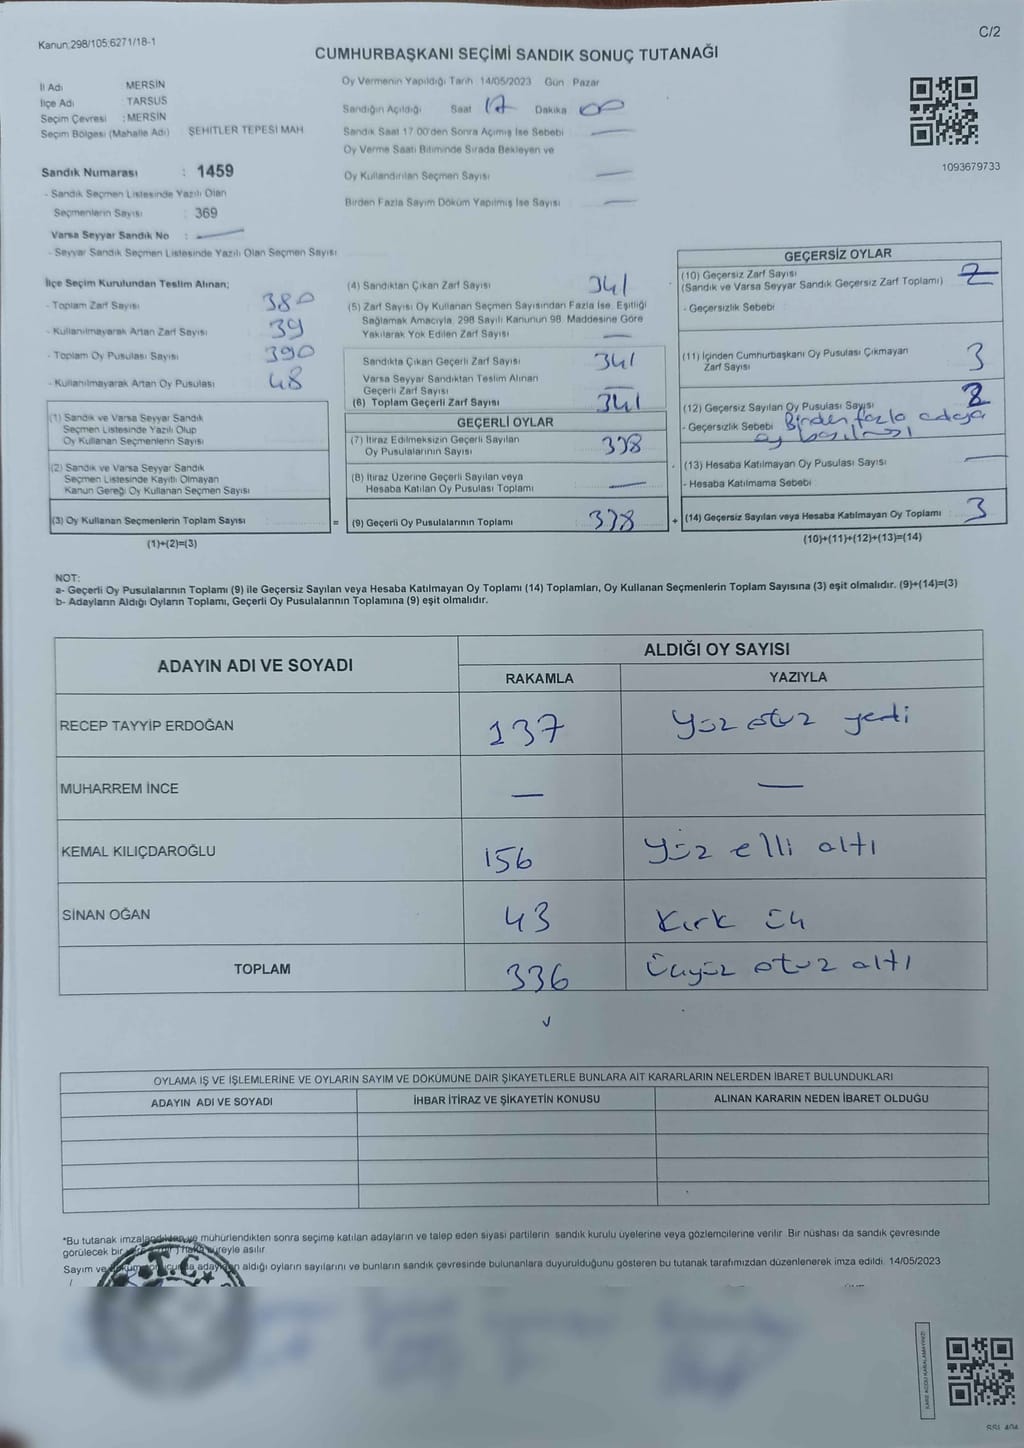 Kanun:298/105;6271/18-1
C/2
CUMHURBAŞKANI SEÇİMİ SANDIK SONUÇ TUTANAĞI
İl Adı : MERSİN
İlçe Adı : TARSUS
Seçim Çevresi : MERSİN
Seçim Bölgesi (Mahalle Adı) ŞEHİTLER TEPESİ MAH.
Oy Vermenin Yapıldığı Tarih 14/05/2023 Gün Pazar
Sandığın Açıldığı Saat 17 Dakika 00
Sandık Saat 17.00'den Sonra Açılmış İse Sebebi —
Oy Verme Saati Bitiminde Sırada Bekleyen ve
Oy Kullandırılan Seçmen Sayısı —
Birden Fazla Sayım Döküm Yapılmış İse Sayısı —
1093679733
Sandık Numarası : 1459
- Sandık Seçmen Listesinde Yazılı Olan
Seçmenlerin Sayısı : 369
Varsa Seyyar Sandık No : —
- Seyyar Sandık Seçmen Listesinde Yazılı Olan Seçmen Sayısı
İlçe Seçim Kurulundan Teslim Alınan;
- Toplam Zarf Sayısı 380
- Kullanılmayarak Artan Zarf Sayısı 39
- Toplam Oy Pusulası Sayısı 390
- Kullanılmayarak Artan Oy Pusulası 48
(1) Sandık ve Varsa Seyyar Sandık
Seçmen Listesinde Yazılı Olup
Oy Kullanan Seçmenlerin Sayısı
(2) Sandık ve Varsa Seyyar Sandık
Seçmen Listesinde Kayıtlı Olmayan
Kanun Gereği Oy Kullanan Seçmen Sayısı
(3) Oy Kullanan Seçmenlerin Toplam Sayısı
(1)+(2)=(3)
=
(4) Sandıktan Çıkan Zarf Sayısı 341
(5) Zarf Sayısı Oy Kullanan Seçmen Sayısından Fazla İse, Eşitliği
Sağlamak Amacıyla, 298 Sayılı Kanunun 98. Maddesine Göre
Yakılarak Yok Edilen Zarf Sayısı —
Sandıkta Çıkan Geçerli Zarf Sayısı 341
Varsa Seyyar Sandıktan Teslim Alınan
Geçerli Zarf Sayısı —
(6) Toplam Geçerli Zarf Sayısı 341
GEÇERLİ OYLAR
(7) İtiraz Edilmeksizin Geçerli Sayılan
Oy Pusulalarının Sayısı 338
(8) İtiraz Üzerine Geçerli Sayılan veya
Hesaba Katılan Oy Pusulası Toplamı —
(9) Geçerli Oy Pusulalarının Toplamı 338
+
GEÇERSİZ OYLAR
(10) Geçersiz Zarf Sayısı
(Sandık ve Varsa Seyyar Sandık Geçersiz Zarf Toplamı)
- Geçersizlik Sebebi
(11) İçinden Cumhurbaşkanı Oy Pusulası Çıkmayan
Zarf Sayısı 3
(12) Geçersiz Sayılan Oy Pusulası Sayısı
- Geçersizlik Sebebi Birden fazla adaya
oy basılması
(13) Hesaba Katılmayan Oy Pusulası Sayısı —
- Hesaba Katılmama Sebebi
(14) Geçersiz Sayılan veya Hesaba Katılmayan Oy Toplamı 3
(10)+(11)+(12)+(13)=(14)
NOT:
a- Geçerli Oy Pusulalarının Toplamı (9) ile Geçersiz Sayılan veya Hesaba Katılmayan Oy Toplamı (14) Toplamları, Oy Kullanan Seçmenlerin Toplam Sayısına (3) eşit olmalıdır. (9)+(14)=(3)
b- Adayların Aldığı Oyların Toplamı, Geçerli Oy Pusulalarının Toplamına (9) eşit olmalıdır.
ADAYIN ADI VE SOYADI
ALDIĞI OY SAYISI
RAKAMLA YAZIYLA
RECEP TAYYİP ERDOĞAN 137 Yüz otuz yedi
MUHARREM İNCE — —
KEMAL KILIÇDAROĞLU 156 Yüz elli altı
SİNAN OĞAN 43 Kırk üç
TOPLAM 336 Üçyüz otuz altı
OYLAMA İŞ VE İŞLEMLERİNE VE OYLARIN SAYIM VE DÖKÜMÜNE DAİR ŞİKAYETLERLE BUNLARA AİT KARARLARIN NELERDEN İBARET BULUNDUKLARI
ADAYIN ADI VE SOYADI İHBAR İTİRAZ VE ŞİKAYETİN KONUSU ALINAN KARARIN NEDEN İBARET OLDUĞU
*Bu tutanak imzalandıktan ve mühürlendikten sonra seçime katılan adayların ve talep eden siyasi partilerin sandık kurulu üyelerine veya gözlemcilerine verilir. Bir nüshası da sandık çevresinde
görülecek bir süreyle asılır.
Sayım ve adayların aldığı oyların sayılarını ve bunların sandık çevresinde bulunanlara duyurulduğunu gösteren bu tutanak tarafımızdan düzenlenerek imza edildi. 14/05/2023
T.C.